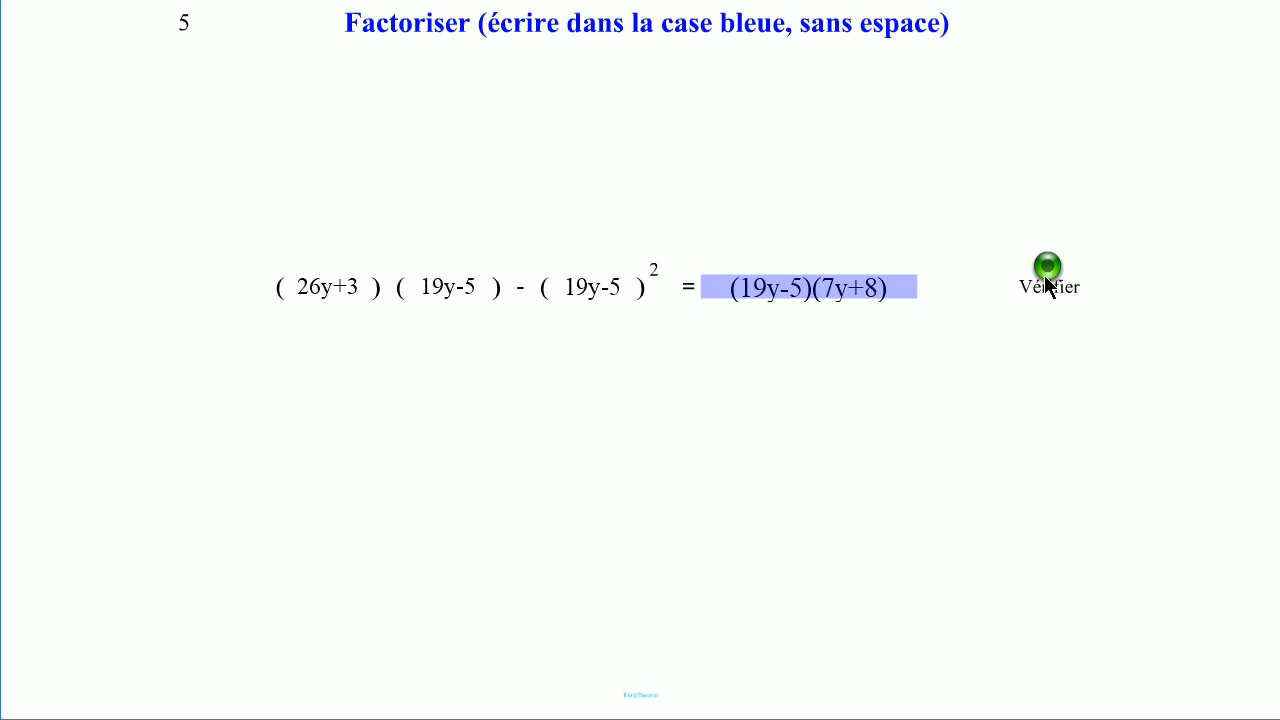 5 Factoriser (écrire dans la case bleue, sans espace)
( 26y+3 ) ( 19y-5 ) - ( 19y-5 )² = (19y-5)(7y+8)
Vérifier